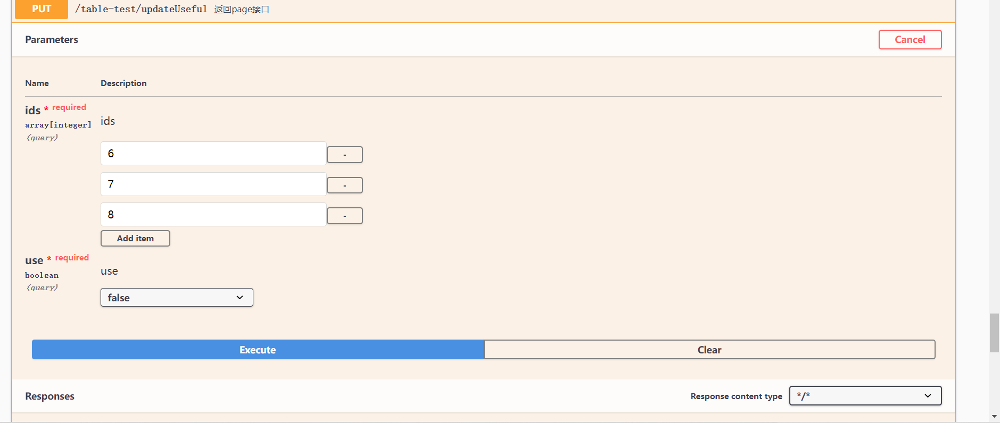 PUT /table-test/updateUseful 返回page接口
Parameters Cancel
Name Description
ids * required
array[integer]
(query)
ids
6 -
7 -
8 -
Add item
use * required
boolean
(query)
use
false
Execute Clear
Responses Response content type */*